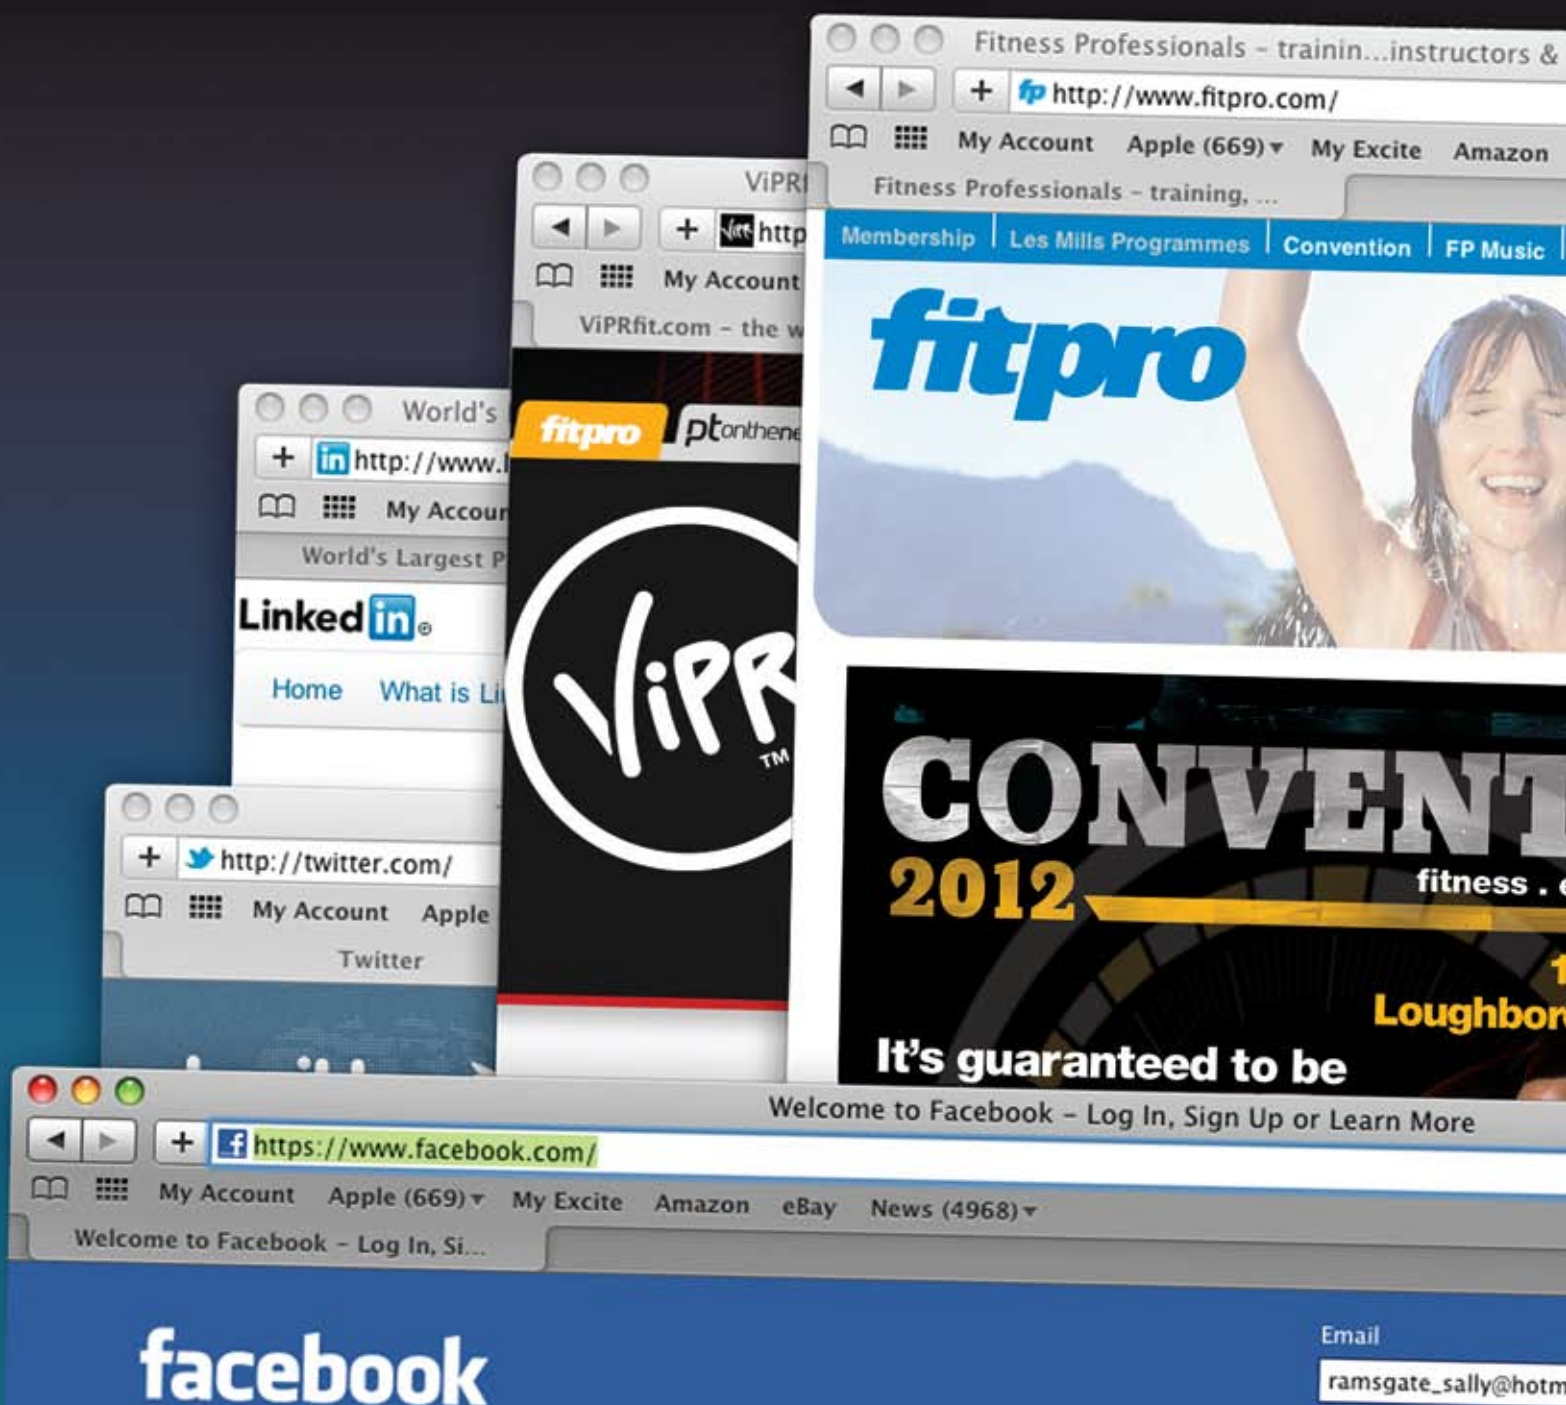 Fitness Professionals – trainin...instructors &
http://www.fitpro.com/
My Account Apple (669) My Excite Amazon
Fitness Professionals – training, ...
Membership Les Mills Programmes Convention FP Music
fitpro
CONVENT
2012
fitness .
Loughbor
It's guaranteed to be
ViPRf
http
My Account
ViPRfit.com – the w
fitpro ptonthene
ViPR
TM
World's
http://www.l
My Accoun
World's Largest P
Linked in ®
Home What is Li
http://twitter.com/
My Account Apple
Twitter
Welcome to Facebook – Log In, Sign Up or Learn More
https://www.facebook.com/
My Account Apple (669) My Excite Amazon eBay News (4968)
Welcome to Facebook – Log In, Si...
facebook
Email
ramsgate_sally@hotm